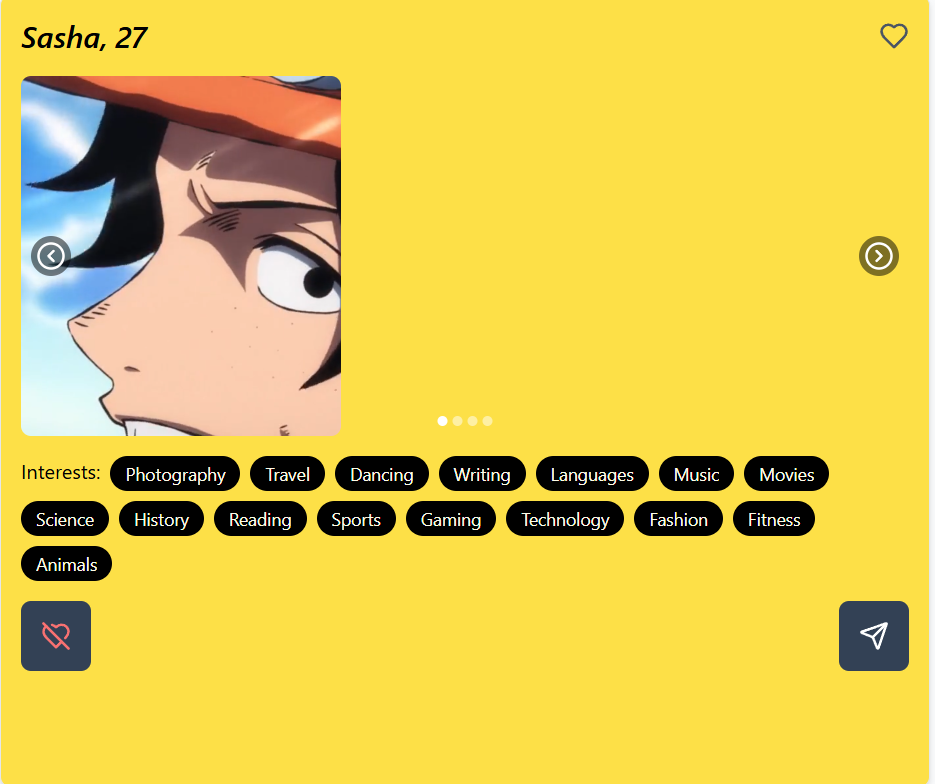 Sasha, 27
Interests: Photography Travel Dancing Writing Languages Music Movies
Science History Reading Sports Gaming Technology Fashion Fitness
Animals